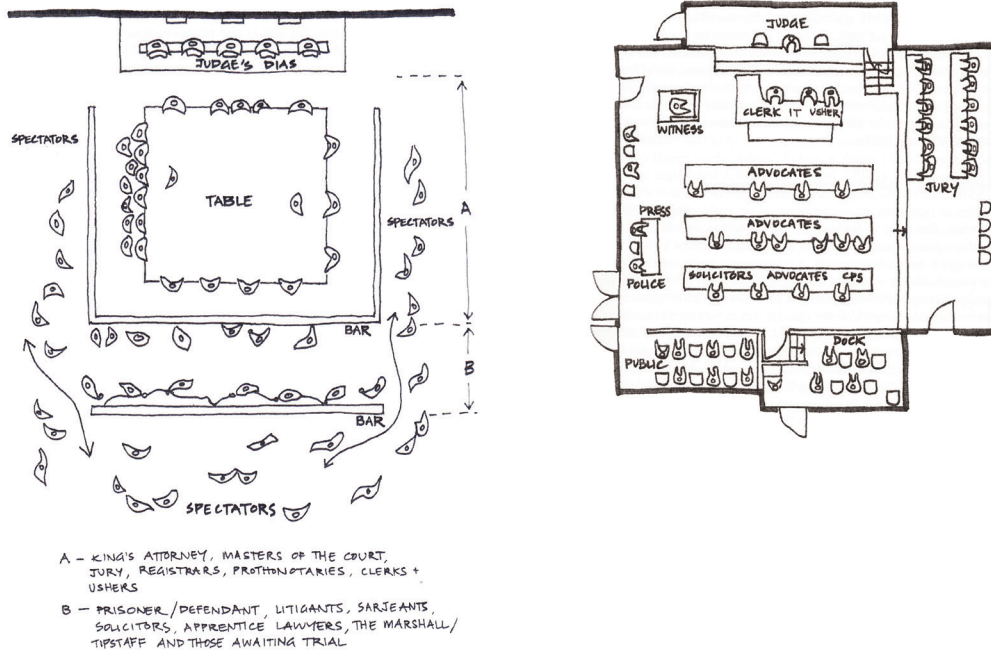 JUDGE'S DIAS
SPECTATORS
TABLE
SPECTATORS
A
BAR
B
BAR
SPECTATORS
A – KING'S ATTORNEY, MASTERS OF THE COURT,
JURY, REGISTRARS, PROTHONOTARIES, CLERKS +
USHERS
B – PRISONER/DEFENDANT, LITIGANTS, SARJEANTS,
SOLICITORS, APPRENTICE LAWYERS, THE MARSHALL/
TIPSTAFF AND THOSE AWAITING TRIAL
JUDGE
CLERK IT USHER
WITNESS
ADVOCATES
JURY
PRESS
ADVOCATES
POLICE
SOLICITORS ADVOCATES CPS
PUBLIC
DOCK